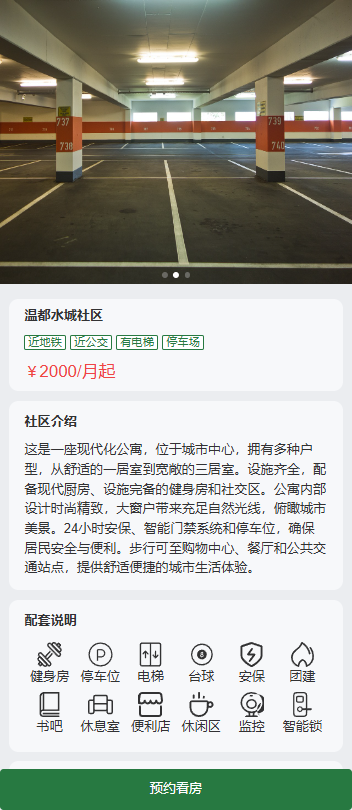 737
738
739
740
温都水城社区
近地铁 近公交 有电梯 停车场
￥2000/月起
社区介绍
这是一座现代化公寓，位于城市中心，拥有多种户
型，从舒适的一居室到宽敞的三居室。设施齐全，配
备现代厨房、设施完备的健身房和社交区。公寓内部
设计时尚精致，大窗户带来充足自然光线，俯瞰城市
美景。24小时安保、智能门禁系统和停车位，确保
居民安全与便利。步行可至购物中心、餐厅和公共交
通站点，提供舒适便捷的城市生活体验。
配套说明
健身房 停车位 电梯 台球 安保 团建
书吧 休息室 便利店 休闲区 监控 智能锁
预约看房